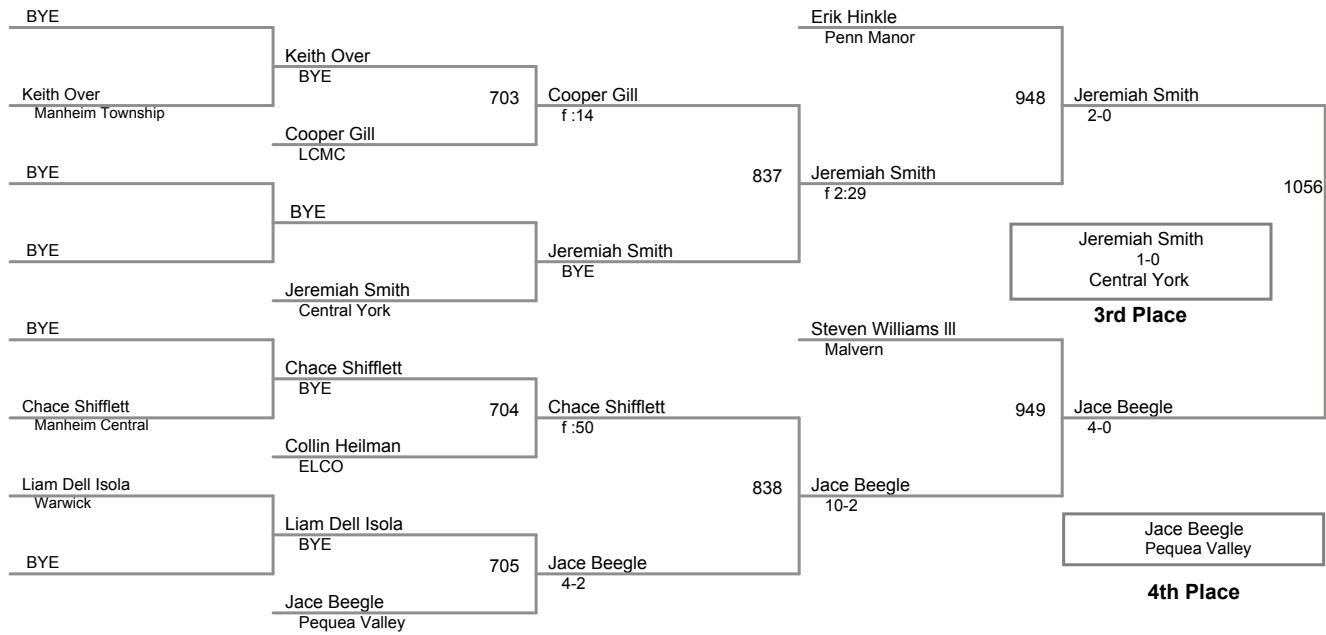 BYE
Erik Hinkle
Penn Manor
Keith Over
BYE
Keith Over
Manheim Township
703
Cooper Gill
f :14
948
Jeremiah Smith
2-0
Cooper Gill
LCMC
BYE
837
Jeremiah Smith
f 2:29
1056
BYE
Jeremiah Smith
1-0
Central York
3rd Place
BYE
Jeremiah Smith
BYE
Jeremiah Smith
Central York
BYE
Steven Williams lll
Malvern
Chace Shifflett
BYE
Chace Shifflett
Manheim Central
704
Chace Shifflett
f :50
949
Jace Beegle
4-0
Collin Heilman
ELCO
Liam Dell Isola
Warwick
838
Jace Beegle
10-2
Liam Dell Isola
BYE
Jace Beegle
Pequea Valley
4th Place
BYE
705
Jace Beegle
4-2
Jace Beegle
Pequea Valley